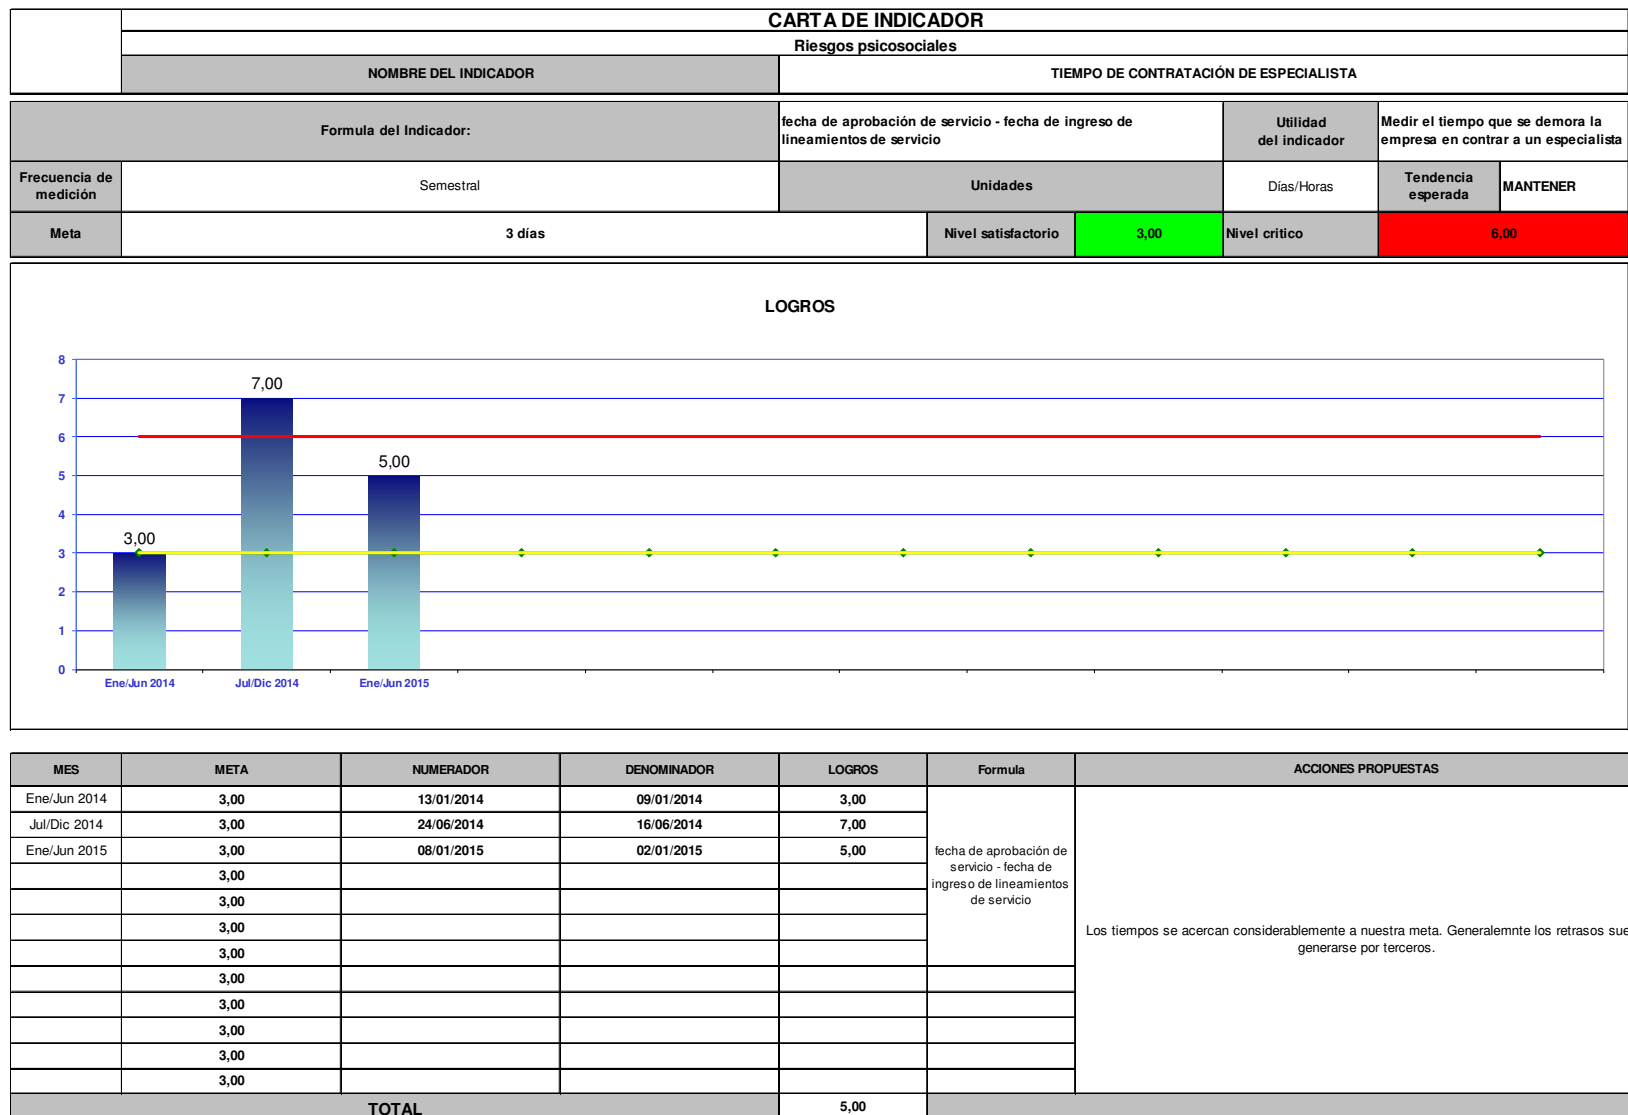 CARTA DE INDICADOR
Riesgos psicosociales
NOMBRE DEL INDICADOR TIEMPO DE CONTRATACIÓN DE ESPECIALISTA
Formula del Indicador:
fecha de aprobación de servicio - fecha de ingreso de
lineamientos de servicio
Utilidad
del indicador
Medir el tiempo que se demora la
empresa en contrar a un especialista
Frecuencia de
medición
Semestral
Unidades
Días/Horas
Tendencia
esperada
MANTENER
Meta 3 días Nivel satisfactorio 3,00 Nivel critico 6,00
LOGROS
8
7
6
5
4
3
2
1
0
3,00
7,00
5,00
Ene/Jun 2014 Jul/Dic 2014 Ene/Jun 2015
MES META NUMERADOR DENOMINADOR LOGROS Formula ACCIONES PROPUESTAS
Ene/Jun 2014 3,00 13/01/2014 09/01/2014 3,00
Jul/Dic 2014 3,00 24/06/2014 16/06/2014 7,00
Ene/Jun 2015 3,00 08/01/2015 02/01/2015 5,00
3,00
3,00
3,00
3,00
3,00
3,00
3,00
3,00
3,00
fecha de aprobación de
servicio - fecha de
ingreso de lineamientos
de servicio
Los tiempos se acercan considerablemente a nuestra meta. Generalemnte los retrasos sue
generarse por terceros.
TOTAL 5,00